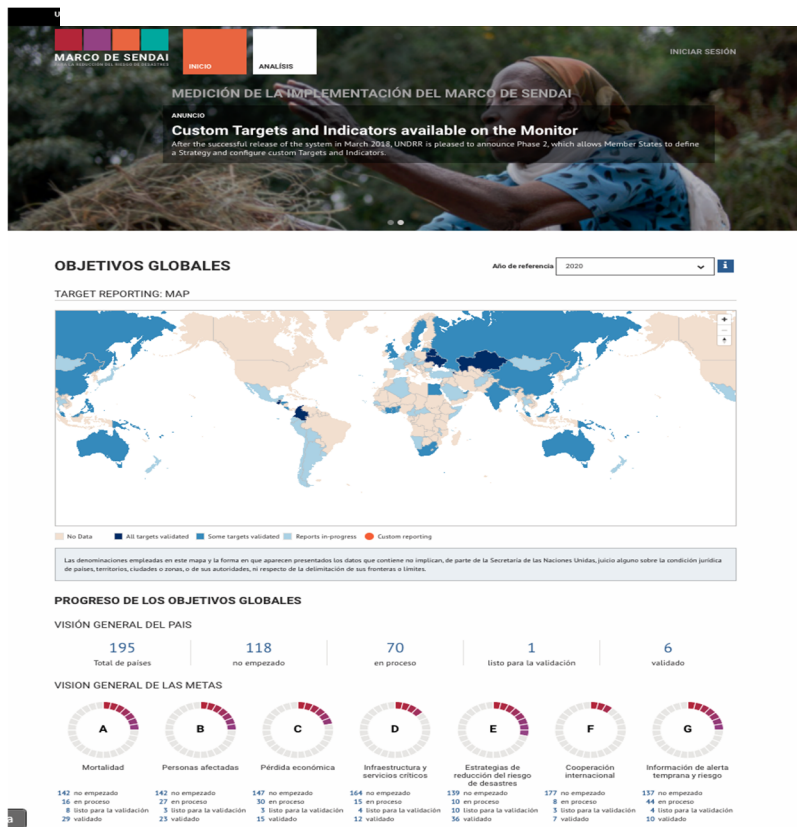 U
MARCO DE SENDAI
PARA LA REDUCCIÓN DEL RIESGO DE DESASTRES
INICIO
ANALÍSIS
INICIAR SESIÓN
MEDICIÓN DE LA IMPLEMENTACIÓN DEL MARCO DE SENDAI
ANUNCIO
Custom Targets and Indicators available on the Monitor
After the successful release of the system in March 2018, UNDRR is pleased to announce Phase 2, which allows Member States to define
a Strategy and configure custom Targets and Indicators.
OBJETIVOS GLOBALES
Año de referencia 2020 i
TARGET REPORTING: MAP
+
−
No Data All targets validated Some targets validated Reports in-progress Custom reporting
Las denominaciones empleadas en este mapa y la forma en que aparecen presentados los datos que contiene no implican, de parte de la Secretaria de las Naciones Unidas, juicio alguno sobre la condición jurídica
de países, territorios, ciudades o zonas, o de sus autoridades, ni respecto de la delimitación de sus fronteras o límites.
PROGRESO DE LOS OBJETIVOS GLOBALES
VISIÓN GENERAL DEL PAIS
195 118 70 1 6
Total de países no empezado en proceso listo para la validación validado
VISION GENERAL DE LAS METAS
A B C D E F G
Mortalidad Personas afectadas Pérdida económica Infraestructura y Estrategias de Cooperación Información de alerta
servicios críticos reducción del riesgo internacional temprana y riesgo
de desastres
142 no empezado 142 no empezado 147 no empezado 164 no empezado 139 no empezado 177 no empezado 137 no empezado
16 en proceso 27 en proceso 30 en proceso 15 en proceso 10 en proceso 8 en proceso 44 en proceso
8 listo para la validación 3 listo para la validación 3 listo para la validación 4 listo para la validación 10 listo para la validación 3 listo para la validación 4 listo para la validación
29 validado 23 validado 15 validado 12 validado 36 validado 7 validado 10 validado
a